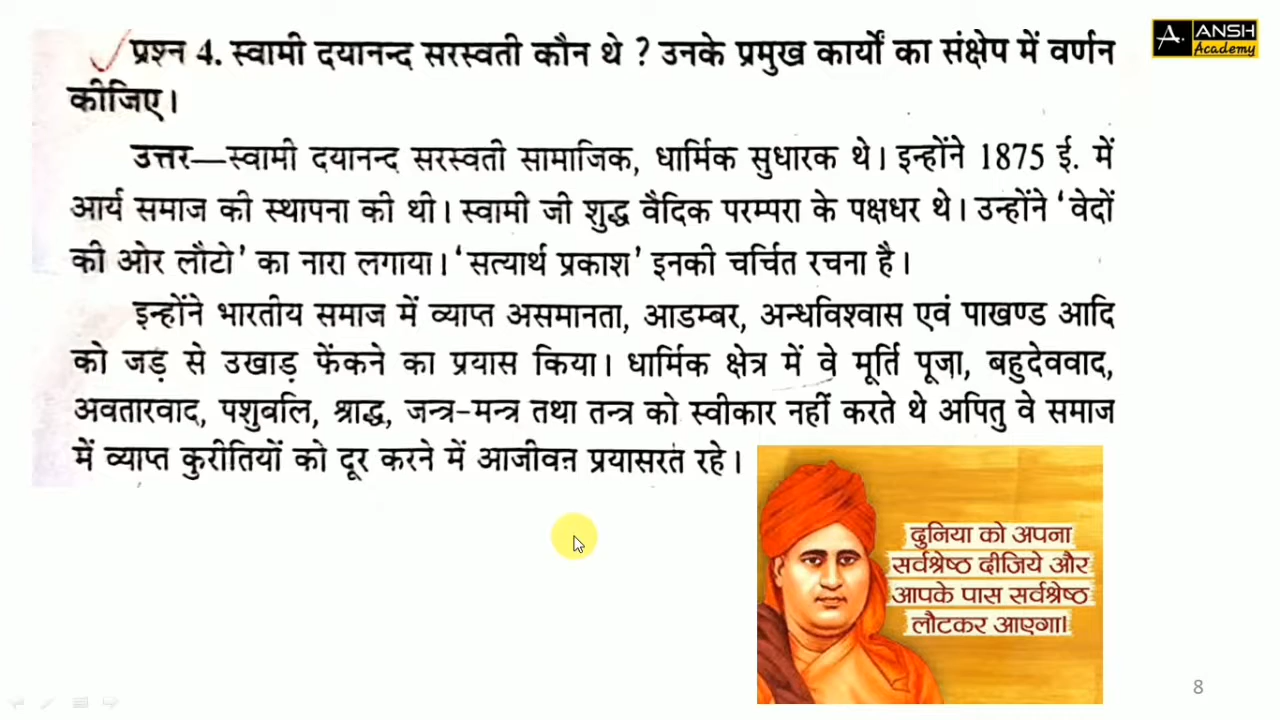 प्रश्न 4. स्वामी दयानन्द सरस्वती कौन थे ? उनके प्रमुख कार्यों का संक्षेप में वर्णन
कीजिए।
उत्तर—स्वामी दयानन्द सरस्वती सामाजिक, धार्मिक सुधारक थे। इन्होंने 1875 ई. में
आर्य समाज की स्थापना की थी। स्वामी जी शुद्ध वैदिक परम्परा के पक्षधर थे। उन्होंने ‘वेदों
की ओर लौटो’ का नारा लगाया। ‘सत्यार्थ प्रकाश’ इनकी चर्चित रचना है।
इन्होंने भारतीय समाज में व्याप्त असमानता, आडम्बर, अन्धविश्वास एवं पाखण्ड आदि
को जड़ से उखाड़ फेंकने का प्रयास किया। धार्मिक क्षेत्र में वे मूर्ति पूजा, बहुदेववाद,
अवतारवाद, पशुवलि, श्राद्ध, जन्त्र-मन्त्र तथा तन्त्र को स्वीकार नहीं करते थे अपितु वे समाज
में व्याप्त कुरीतियों को दूर करने में आजीवन प्रयासरत रहे।
A. ANSH
Academy
दुनिया को अपना
सर्वश्रेष्ठ दीजिये और
आपके पास सर्वश्रेष्ठ
लौटकर आएगा।
8